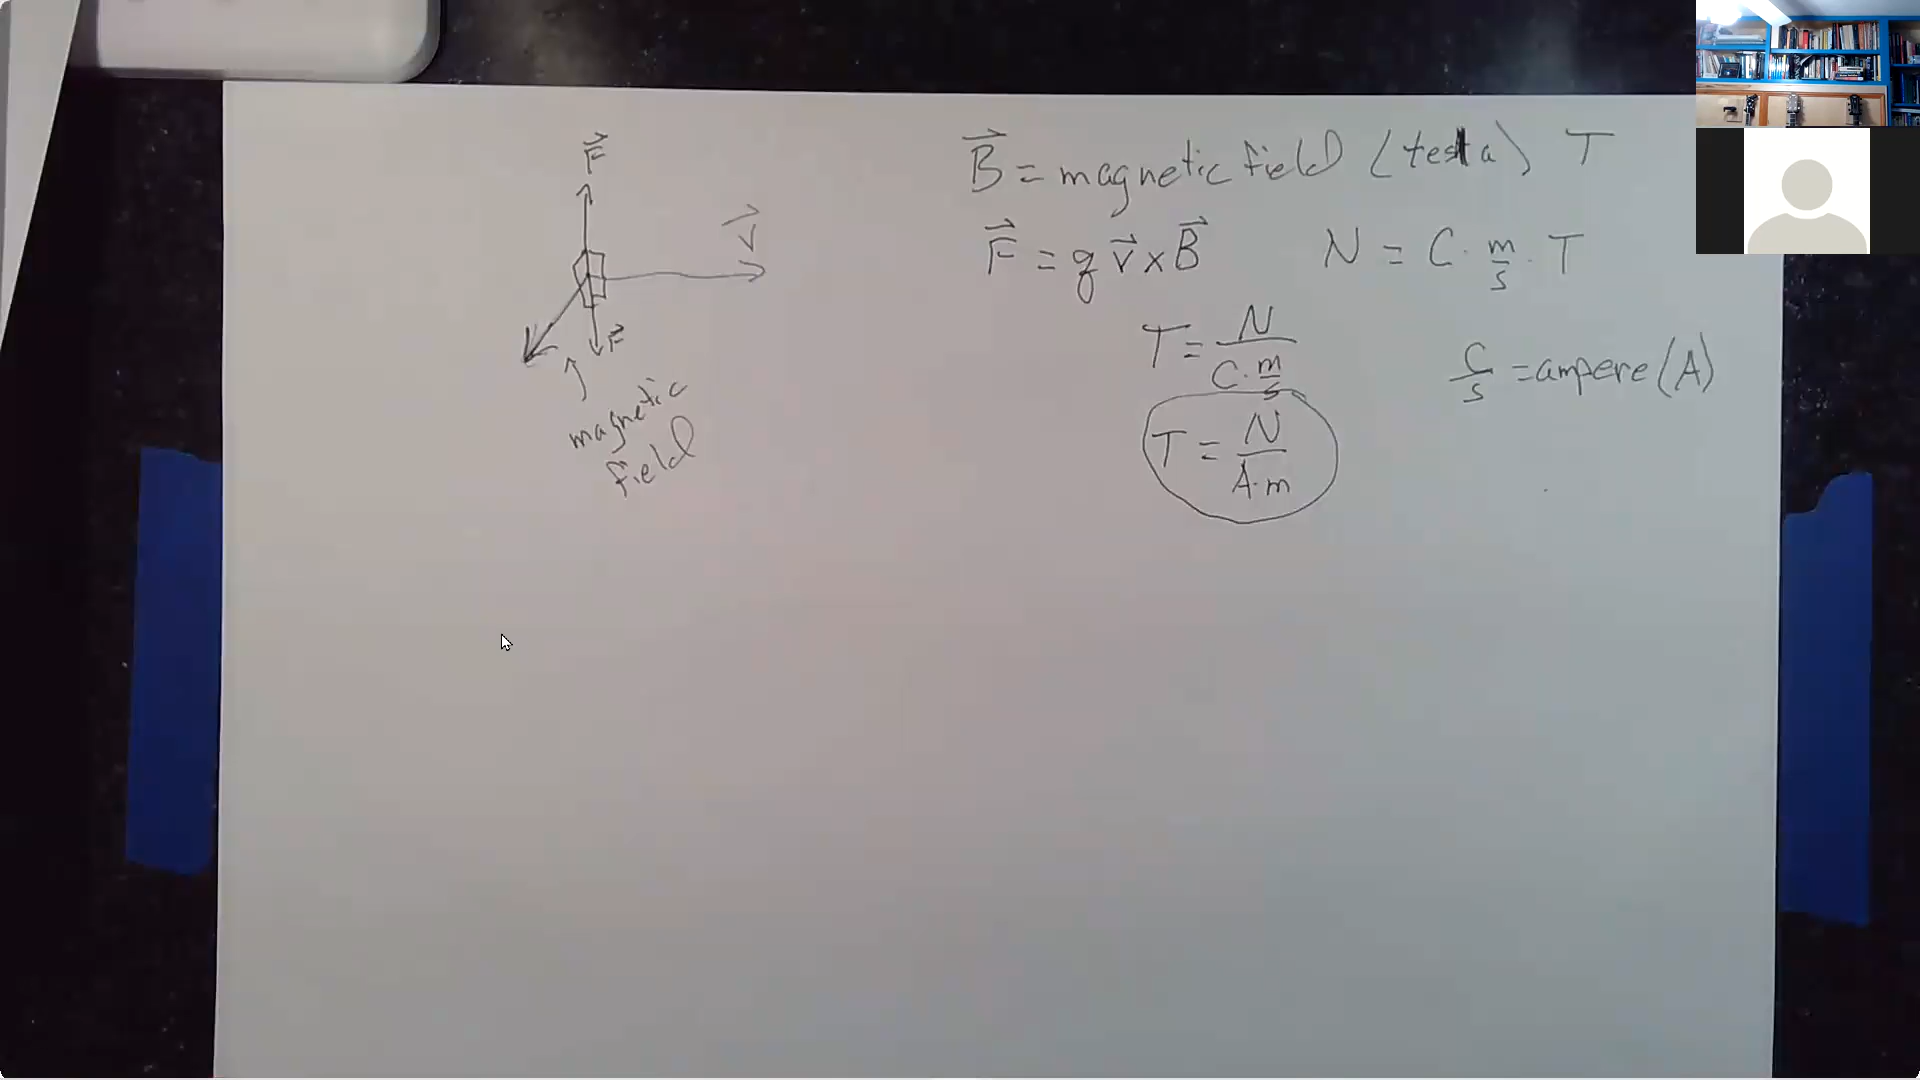 F⃗
v⃗
F⃗
magnetic
field
B⃗ = magnetic field (tesla) T
F⃗ = q v⃗ x B⃗ N = C · m/s · T
T = N/(C · m/s)
C/s = ampere (A)
T = N/(A·m)